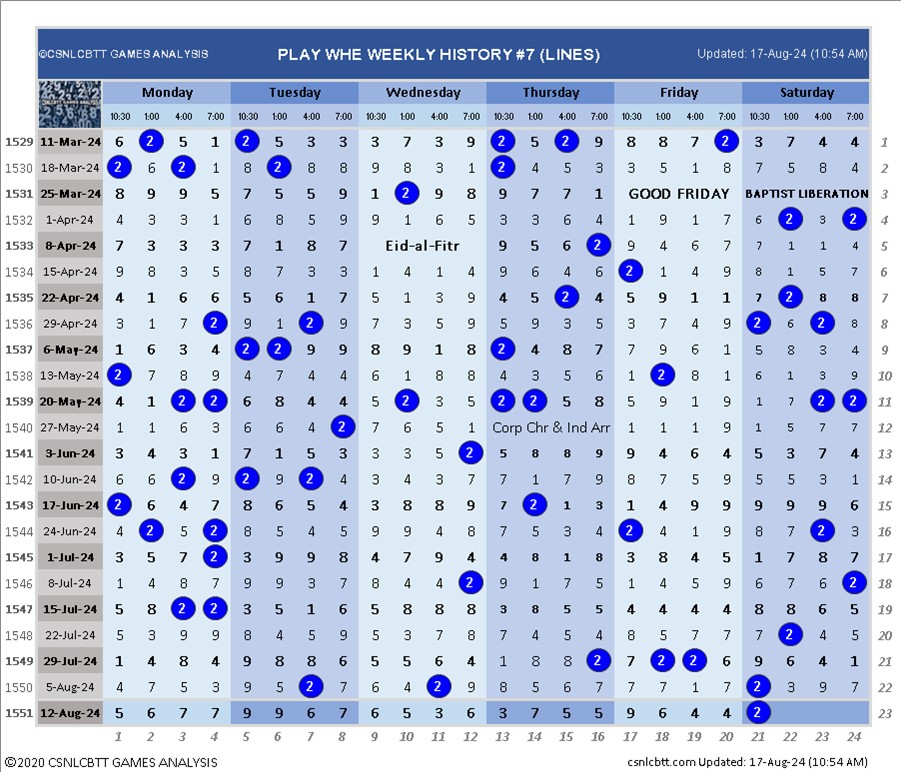 ©CSNLCBTT GAMES ANALYSIS PLAY WHE WEEKLY HISTORY #7 (LINES) Updated: 17-Aug-24 (10:54 AM)
Monday Tuesday Wednesday Thursday Friday Saturday
10:30 1:00 4:00 7:00 10:30 1:00 4:00 7:00 10:30 1:00 4:00 7:00 10:30 1:00 4:00 7:00 10:30 1:00 4:00 7:00 10:30 1:00 4:00 7:00
1529 11-Mar-24 6 2 5 1 2 5 3 3 3 7 3 9 2 5 2 9 8 8 7 2 3 7 4 4 1
1530 18-Mar-24 2 6 2 1 8 2 8 8 9 8 3 1 2 4 5 4 3 5 1 8 7 5 8 4 2
1531 25-Mar-24 8 9 9 5 7 5 5 9 1 2 9 8 9 7 7 1 GOOD FRIDAY BAPTIST LIBERATION 3
1532 1-Apr-24 4 3 3 1 6 8 5 9 9 1 6 5 3 3 6 4 1 9 1 7 6 2 3 2 4
1533 8-Apr-24 7 3 3 3 7 1 8 7 Eid-al-Fitr 9 5 6 2 9 4 6 7 7 1 1 4 5
1534 15-Apr-24 9 8 3 5 8 7 3 3 1 4 1 4 9 6 4 6 2 1 4 9 8 1 5 7 6
1535 22-Apr-24 4 1 6 6 5 6 1 7 5 1 3 9 4 5 2 4 5 9 1 1 7 2 8 8 7
1536 29-Apr-24 3 1 7 2 9 1 2 9 7 3 5 9 5 9 3 5 3 7 4 9 2 6 2 8 8
1537 6-May-24 1 6 3 4 2 2 9 9 8 9 1 8 2 4 8 7 7 9 6 1 5 8 3 4 9
1538 13-May-24 2 7 8 9 4 7 4 4 6 1 8 8 4 3 5 6 1 2 8 1 6 1 3 9 10
1539 20-May-24 4 1 2 2 6 8 4 4 5 2 3 5 2 2 5 8 5 9 1 9 1 7 2 2 11
1540 27-May-24 1 1 6 3 6 6 4 2 7 6 5 1 Corp Chr & Ind Arr 1 1 1 9 1 5 7 7 12
1541 3-Jun-24 3 4 3 1 7 1 5 3 3 3 5 2 5 8 8 9 9 4 6 4 5 3 7 4 13
1542 10-Jun-24 3 6 2 9 2 9 2 4 3 4 3 8 7 1 7 9 8 7 5 9 5 5 3 1 14
1543 17-Jun-24 2 6 4 7 8 6 5 4 3 8 8 9 7 2 1 3 1 4 9 9 9 9 9 6 15
1544 24-Jun-24 4 2 5 2 8 5 4 5 9 9 4 8 7 5 3 4 2 4 1 9 8 7 2 3 16
1545 1-Jul-24 3 5 7 2 3 9 9 8 4 7 9 4 4 8 1 8 3 8 4 5 1 7 8 7 17
1546 8-Jul-24 1 4 8 7 9 9 3 7 8 4 4 2 9 1 7 5 1 4 5 9 6 7 6 2 18
1547 15-Jul-24 5 8 2 2 3 5 1 6 5 8 8 8 3 8 5 5 4 4 4 4 8 8 6 5 19
1548 22-Jul-24 5 3 9 9 8 4 5 9 5 3 7 8 7 4 5 4 8 5 7 7 7 2 4 5 20
1549 29-Jul-24 1 4 8 4 9 8 8 6 5 5 6 4 1 8 8 2 7 2 2 6 9 6 4 1 21
1550 5-Aug-24 4 7 5 3 9 5 2 7 6 4 2 9 8 5 6 7 7 7 1 7 2 3 9 7 22
1551 12-Aug-24 5 6 7 7 9 9 6 7 6 5 3 6 3 7 5 5 9 6 4 4 2 23
1 2 3 4 5 6 7 8 9 10 11 12 13 14 15 16 17 18 19 20 21 22 23 24
©2020 CSNLCBTT GAMES ANALYSIS csnlcbtt.com Updated: 17-Aug-24 (10:54 AM)